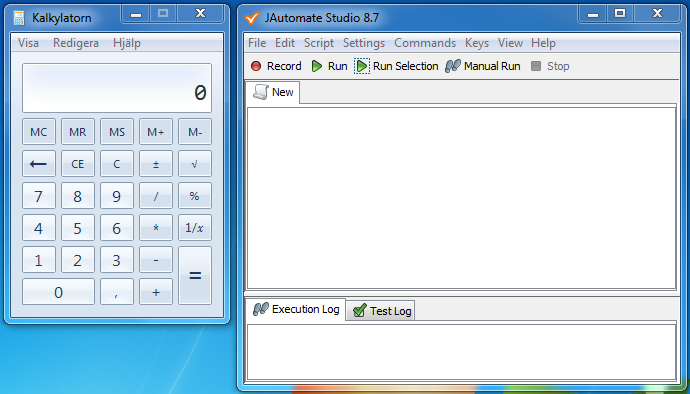 Kalkylatorn
Visa Redigera Hjälp
0
MC MR MS M+ M-
← CE C ± √
7 8 9 / %
4 5 6 * 1/x
1 2 3 - =
0 , +
JAutomate Studio 8.7
File Edit Script Settings Commands Keys View Help
Record Run Run Selection Manual Run Stop
New
Execution Log Test Log